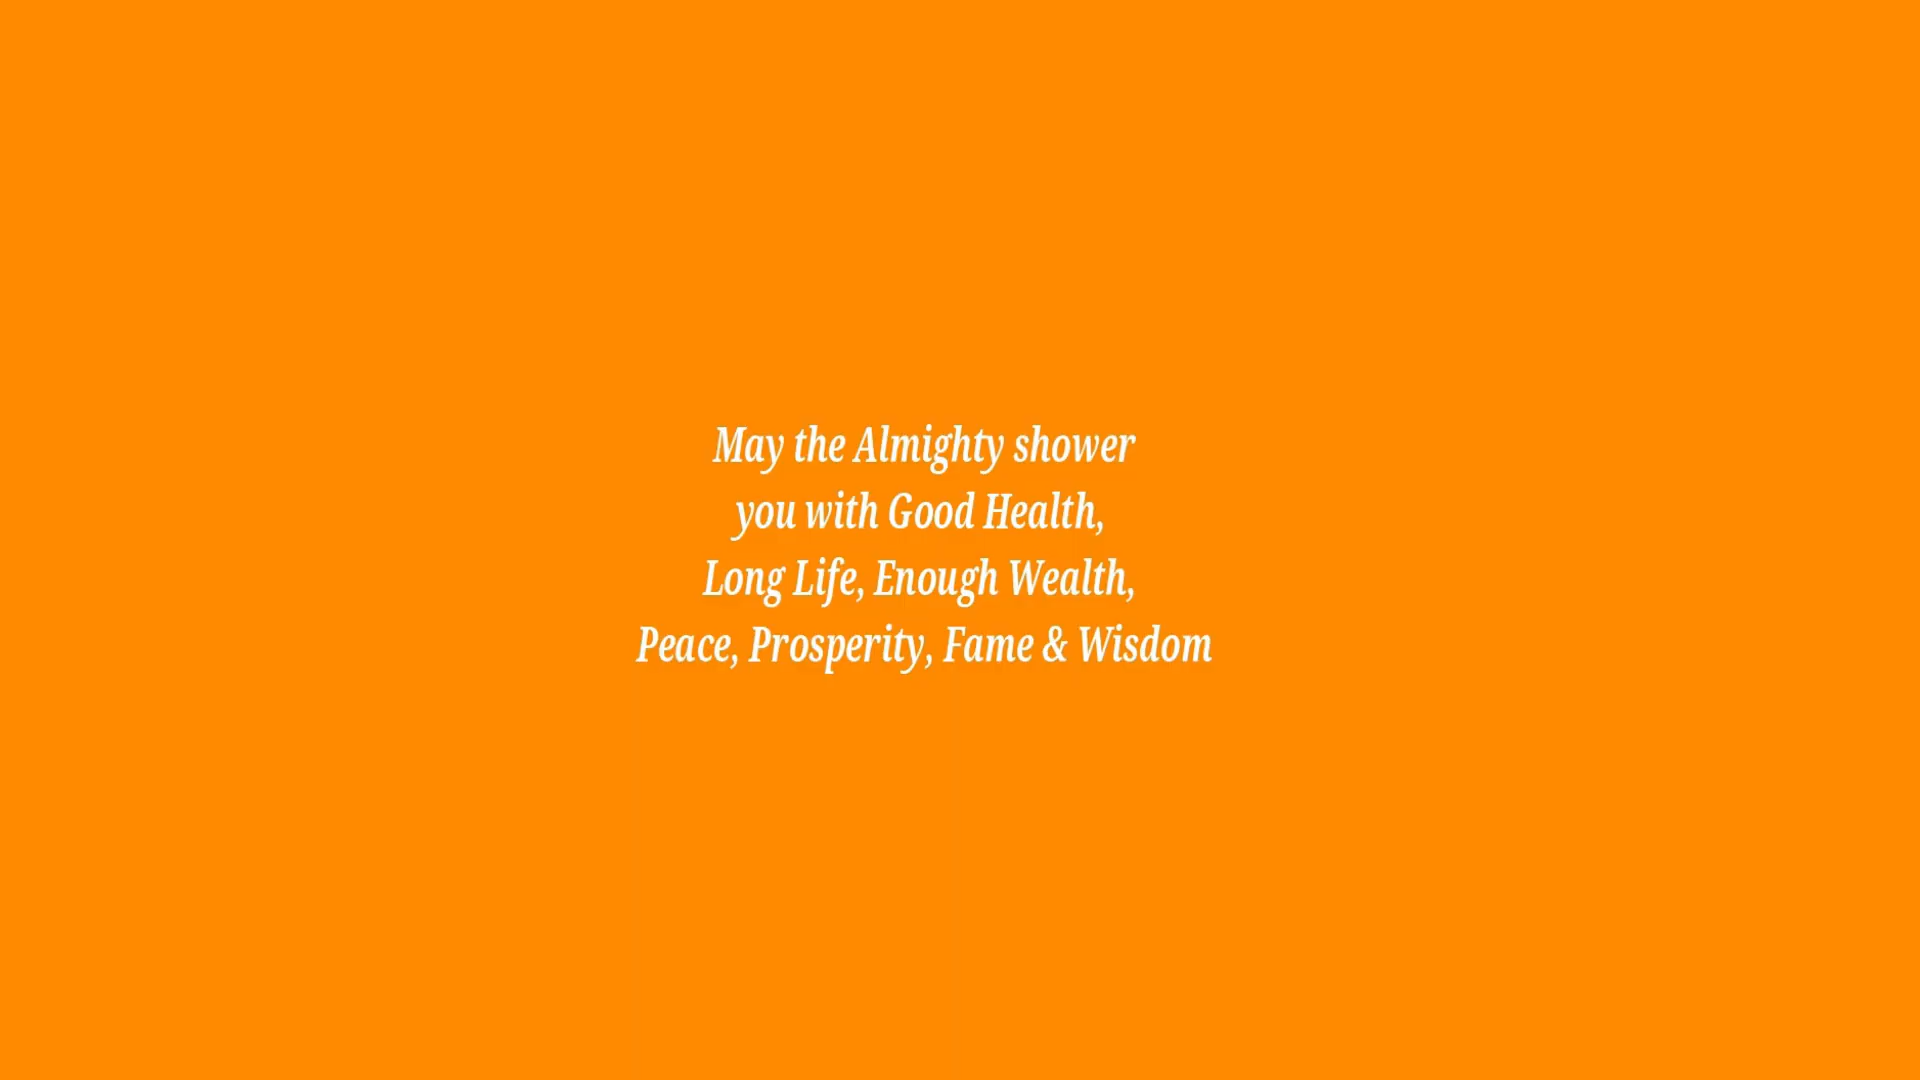 May the Almighty shower
you with Good Health,
Long Life, Enough Wealth,
Peace, Prosperity, Fame & Wisdom